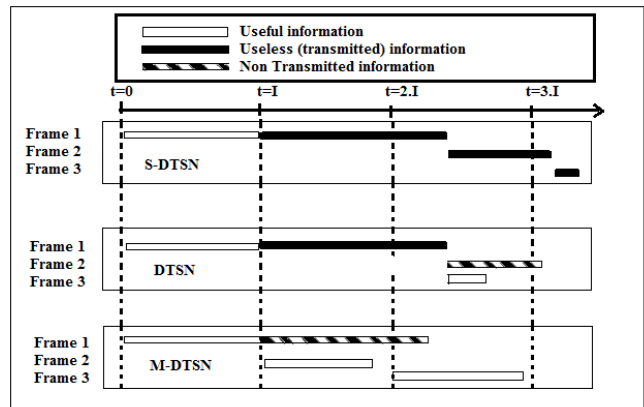 Useful information
Useless (transmitted) information
Non Transmitted information
t=0 t=I t=2.I t=3.I
Frame 1
Frame 2
Frame 3
S-DTSN
Frame 1
Frame 2
Frame 3
DTSN
Frame 1
Frame 2
Frame 3
M-DTSN